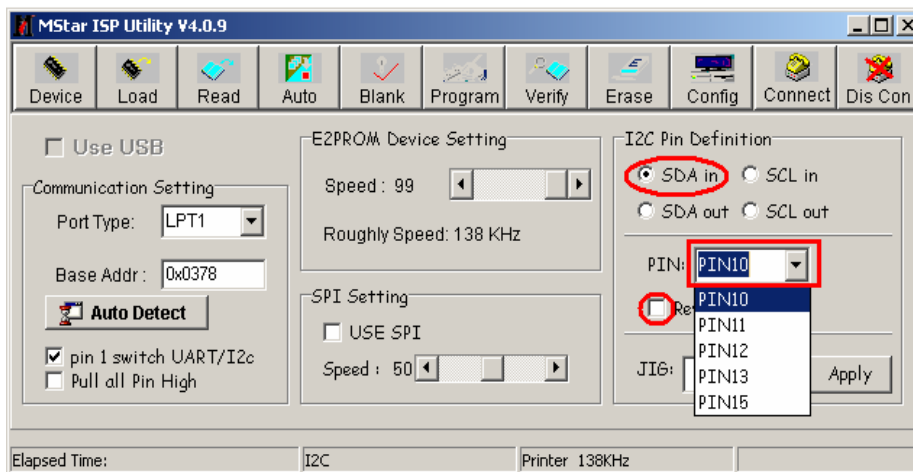 MStar ISP Utility V4.0.9
Device Load Read Auto Blank Program Verify Erase Config Connect Dis Con
Use USB
Communication Setting
Port Type: LPT1
Base Addr : 0x0378
Auto Detect
pin 1 switch UART/I2c
Pull all Pin High
E2PROM Device Setting
Speed : 99
Roughly Speed: 138 KHz
SPI Setting
USE SPI
Speed : 50
I2C Pin Definition
SDA in SCL in
SDA out SCL out
PIN: PIN10
PIN10
PIN11
PIN12
PIN13
PIN15
JIG:
Apply
Elapsed Time: I2C Printer 138KHz